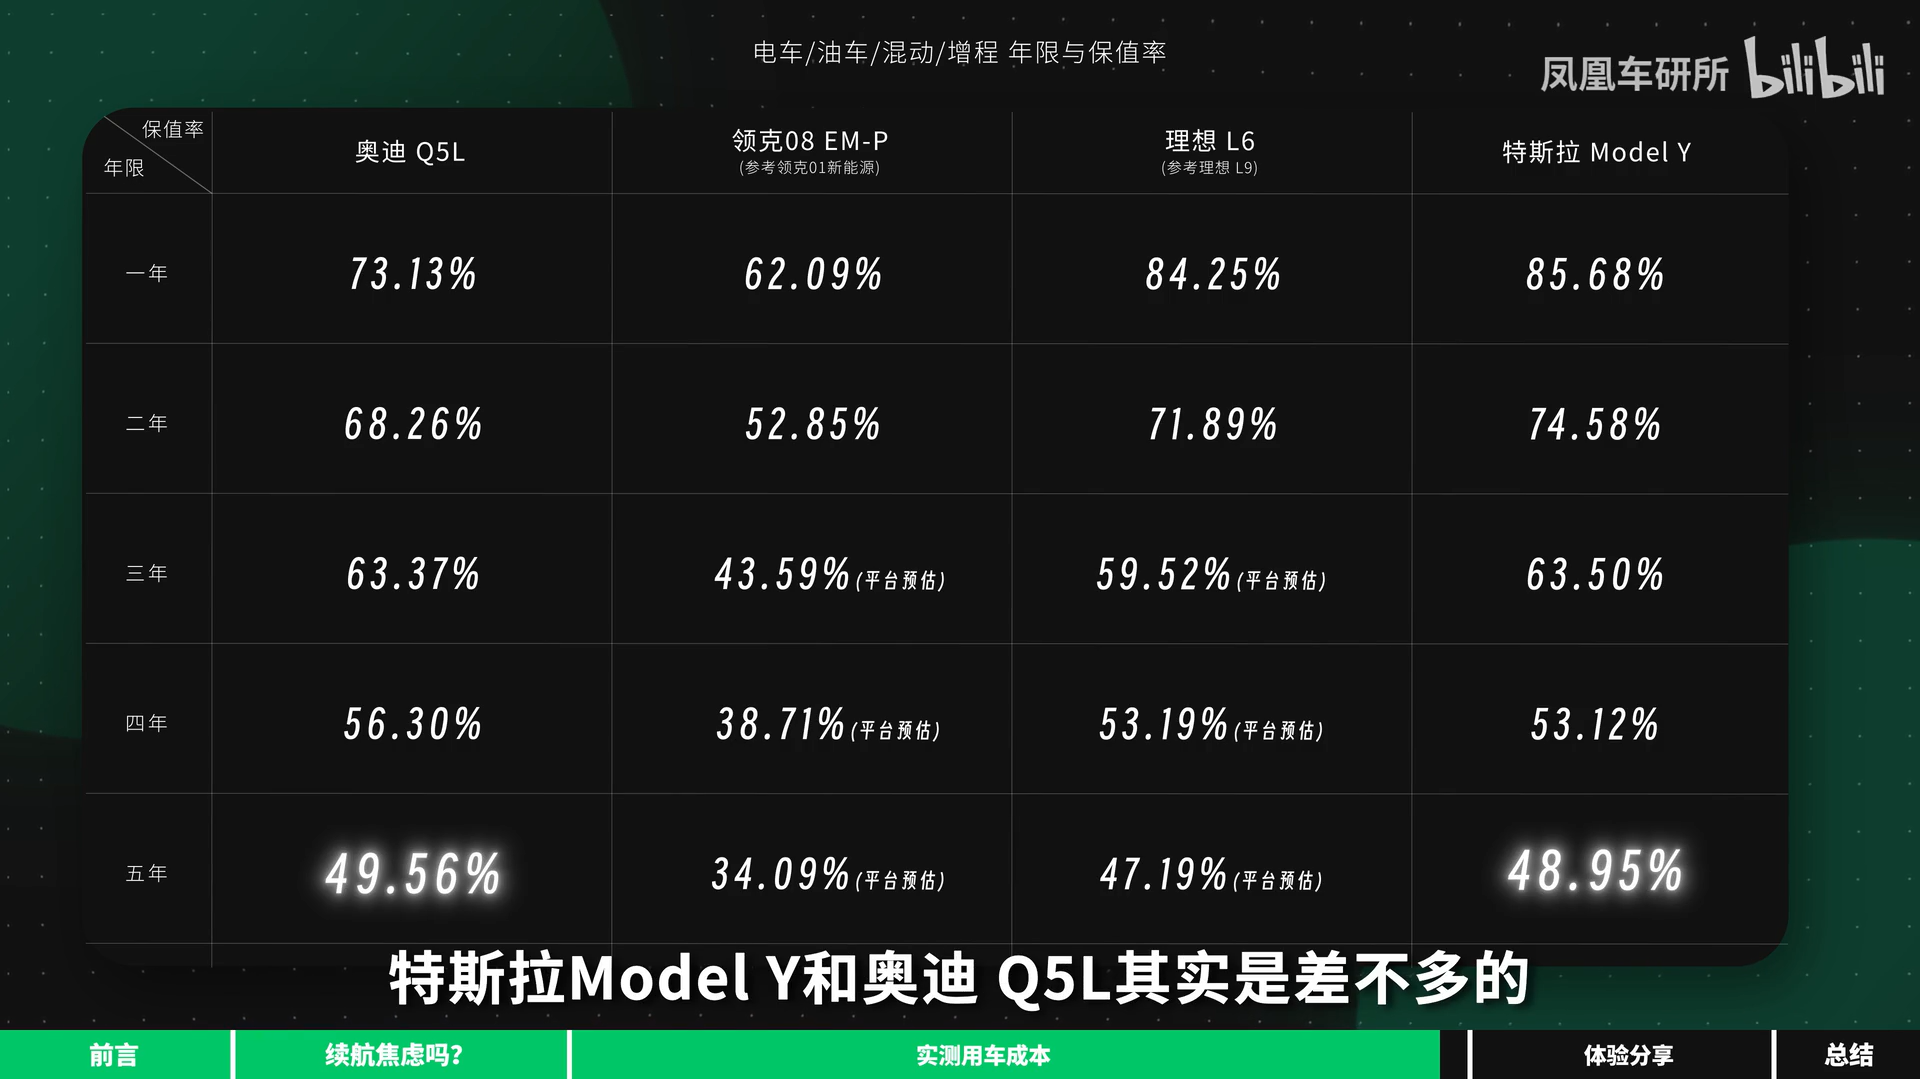 电车/油车/混动/增程 年限与保值率
凤凰车研所 bilibili
保值率
年限
奥迪 Q5L
领克08 EM-P
(参考领克01新能源)
理想 L6
(参考理想 L9)
特斯拉 Model Y
一年 73.13% 62.09% 84.25% 85.68%
二年 68.26% 52.85% 71.89% 74.58%
三年 63.37% 43.59%(平台预估) 59.52%(平台预估) 63.50%
四年 56.30% 38.71%(平台预估) 53.19%(平台预估) 53.12%
五年 49.56% 34.09%(平台预估) 47.19%(平台预估) 48.95%
特斯拉Model Y和奥迪 Q5L其实是差不多的
前言 续航焦虑吗? 实测用车成本 体验分享 总结